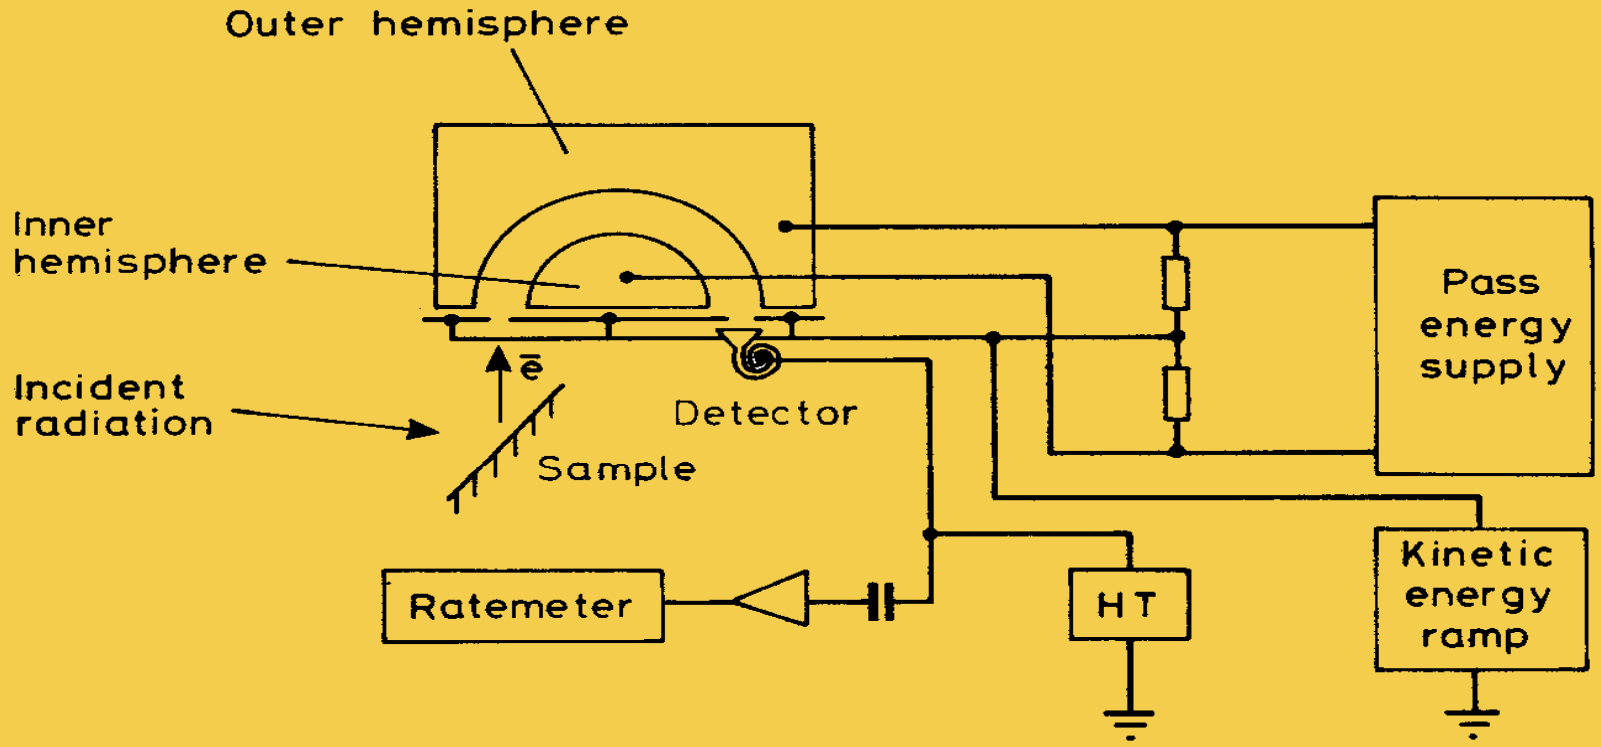 Outer hemisphere
Inner
hemisphere
Pass
energy
supply
e̅
Incident
radiation
Detector
Sample
Kinetic
energy
ramp
Ratemeter
HT